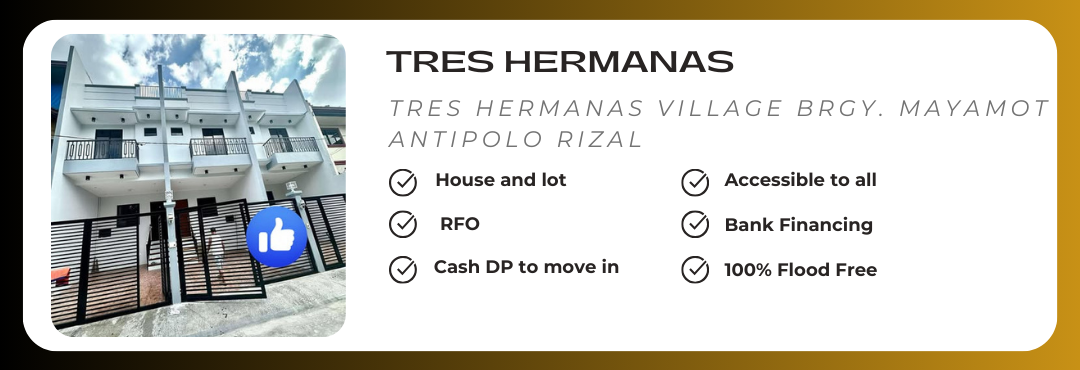 TRES HERMANAS
TRES HERMANAS VILLAGE BRGY. MAYAMOT
ANTIPOLO RIZAL
House and lot
RFO
Cash DP to move in
Accessible to all
Bank Financing
100% Flood Free